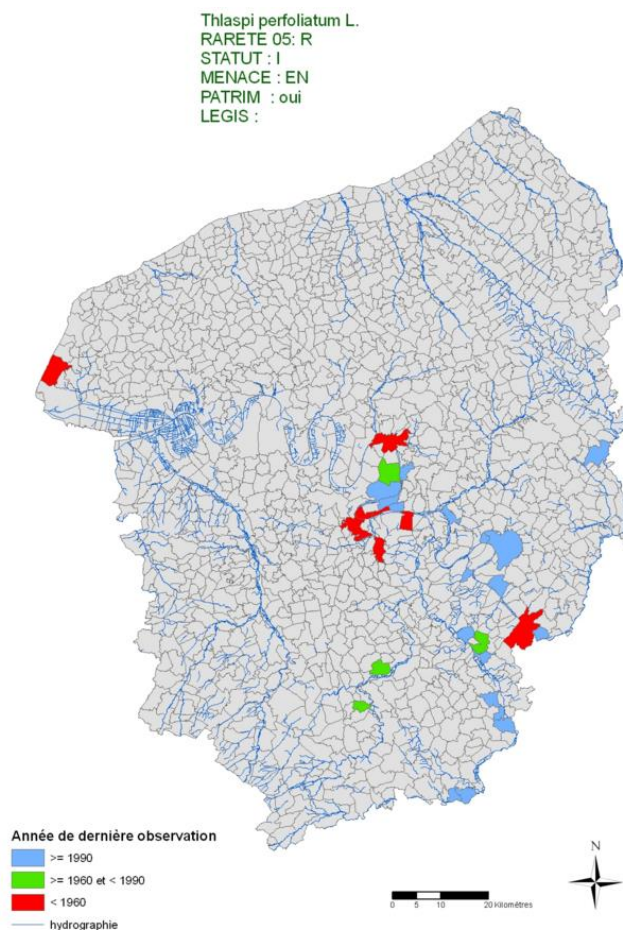 Thlaspi perfoliatum L.
RARETE 05: R
STATUT : I
MENACE : EN
PATRIM : oui
LEGIS :
Année de dernière observation
>= 1990
>= 1960 et < 1990
< 1960
hydrographie
N
0 5 10 20 Kilomètres